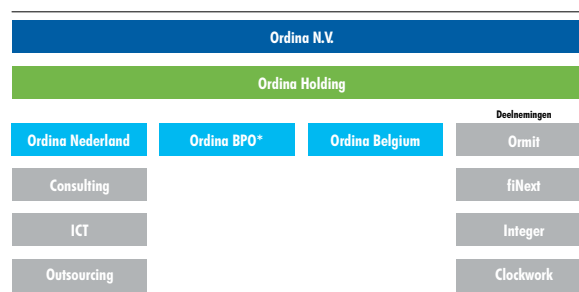 Ordina N.V.
Ordina Holding
Deelnemingen
Ordina Nederland
Ordina BPO*
Ordina Belgium
Ormit
Consulting
fiNext
ICT
Integer
Outsourcing
Clockwork